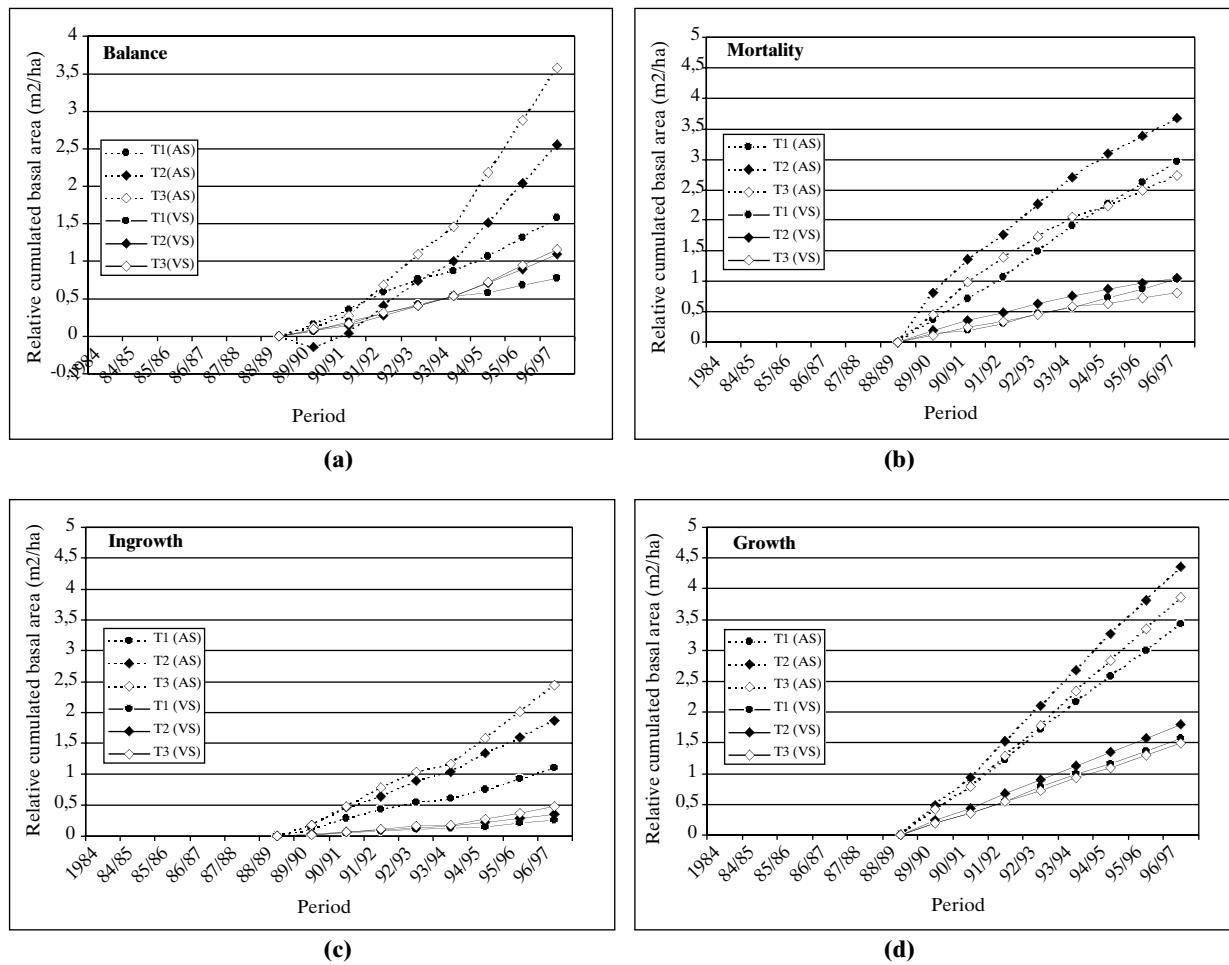 Balance
Relative cumulated basal area (m2/ha)
4
3,5
3
2,5
2
1,5
1
0,5
0
T1(AS)
T2(AS)
T3(AS)
T1(VS)
T2(VS)
T3(VS)
1984
84/85
85/86
86/87
87/88
88/89
89/90
90/91
91/92
92/93
93/94
94/95
95/96
96/97
Period
(a)
Mortality
Relative cumulated basal area (m2/ha)
5
4,5
4
3,5
3
2,5
2
1,5
1
0,5
0
T1 (AS)
T2 (AS)
T3 (AS)
T1 (VS)
T2 (VS)
T3 (VS)
1984
84/85
85/86
86/87
87/88
88/89
89/90
90/91
91/92
92/93
93/94
94/95
95/96
96/97
Period
(b)
Ingrowth
Relative cumulated basal area (m2/ha)
5
4,5
4
3,5
3
2,5
2
1,5
1
0,5
0
T1 (AS)
T2 (AS)
T3 (AS)
T1 (VS)
T2 (VS)
T3 (VS)
1984
84/85
85/86
86/87
87/88
88/89
89/90
90/91
91/92
92/93
93/94
94/95
95/96
96/97
Period
(c)
Growth
Relative cumulated basal area (m2/ha)
5
4,5
4
3,5
3
2,5
2
1,5
1
0,5
0
T1 (AS)
T2 (AS)
T3 (AS)
T1 (VS)
T2 (VS)
T3 (VS)
1984
84/85
85/86
86/87
87/88
88/89
89/90
90/91
91/92
92/93
93/94
94/95
95/96
96/97
Period
(d)